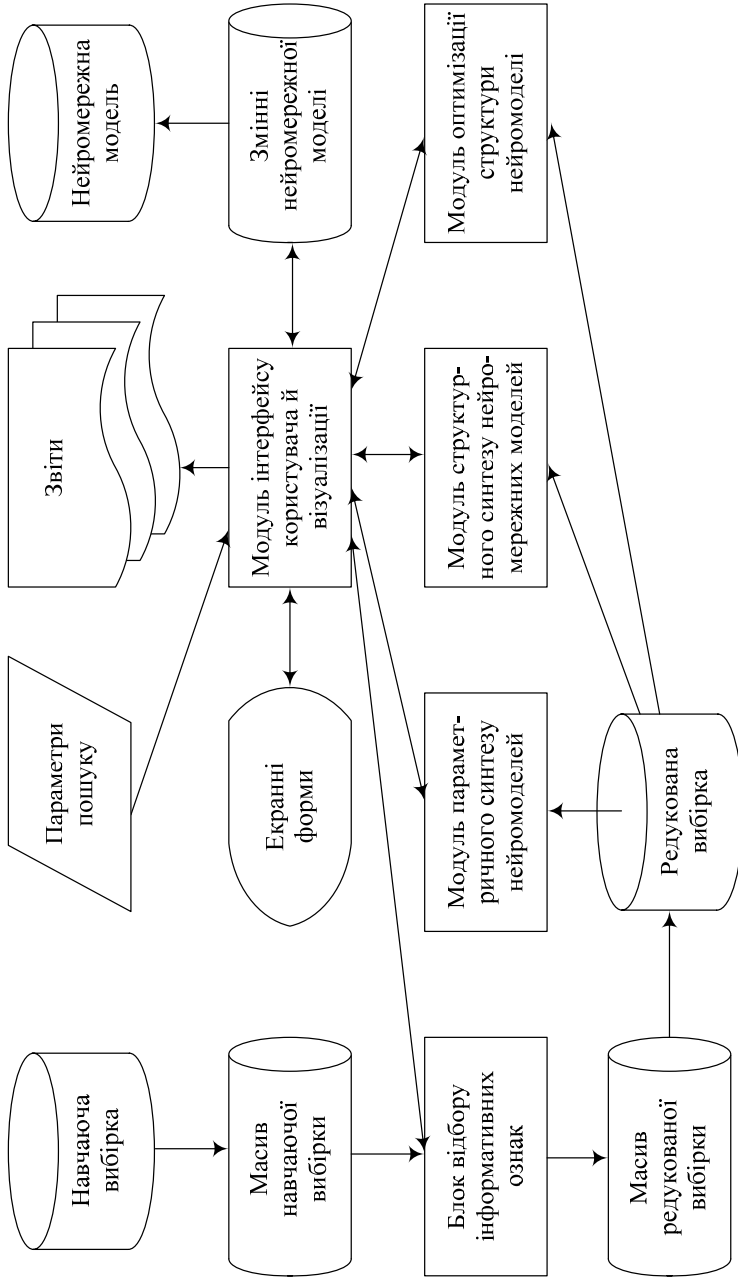 Навчаюча
вибірка
Параметри
пошуку
Звіти
Нейромережна
модель
Масив
навчаючої
вибірки
Екранні
форми
Модуль інтерфейсу
користувача й
візуалізації
Змінні
нейромережної
моделі
Блок відбору
інформативних
ознак
Модуль парамет-
ричного синтезу
нейромоделей
Модуль структур-
ного синтезу нейро-
мережних моделей
Модуль оптимізації
структури
нейромоделі
Масив
редукованої
вибірки
Редукована
вибірка